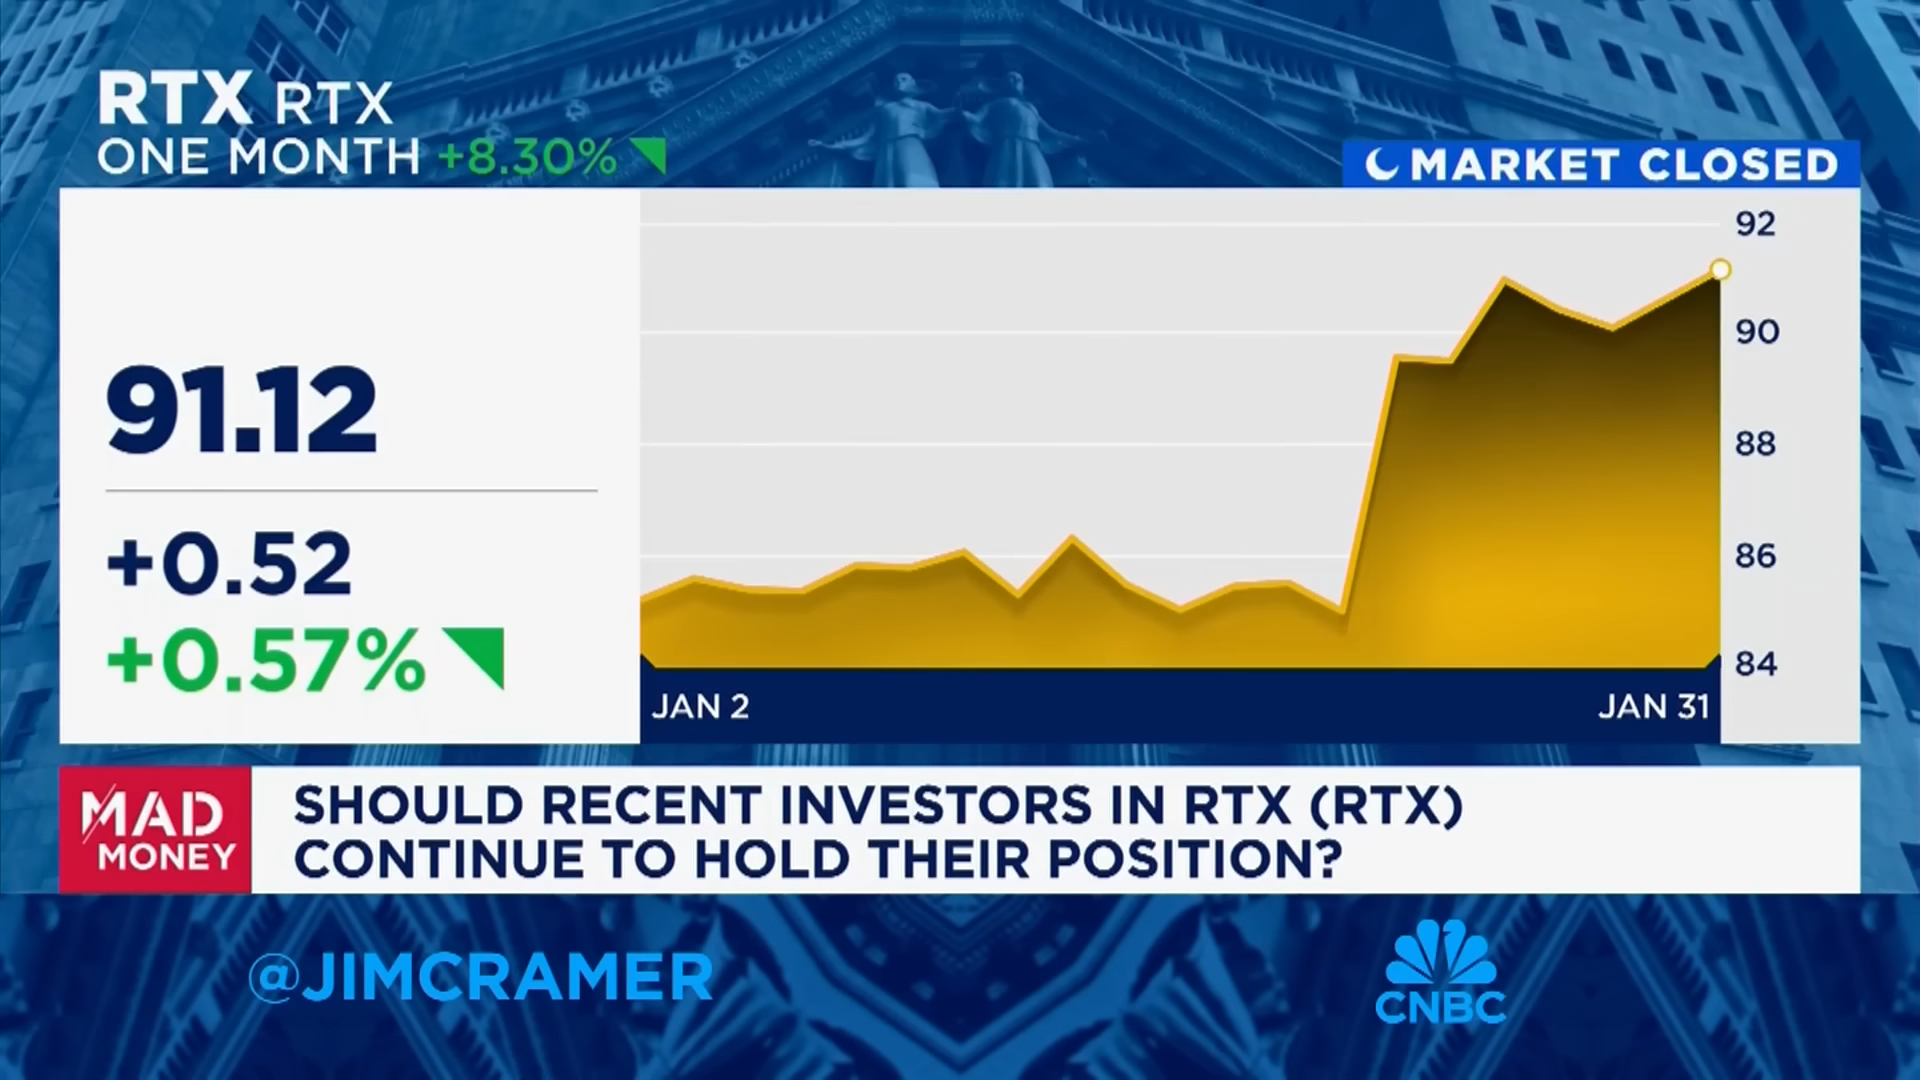 RTX RTX
ONE MONTH +8.30%
MARKET CLOSED
91.12
+0.52
+0.57%
92
90
88
86
84
JAN 2
JAN 31
MAD
MONEY
SHOULD RECENT INVESTORS IN RTX (RTX)
CONTINUE TO HOLD THEIR POSITION?
@JIMCRAMER
CNBC